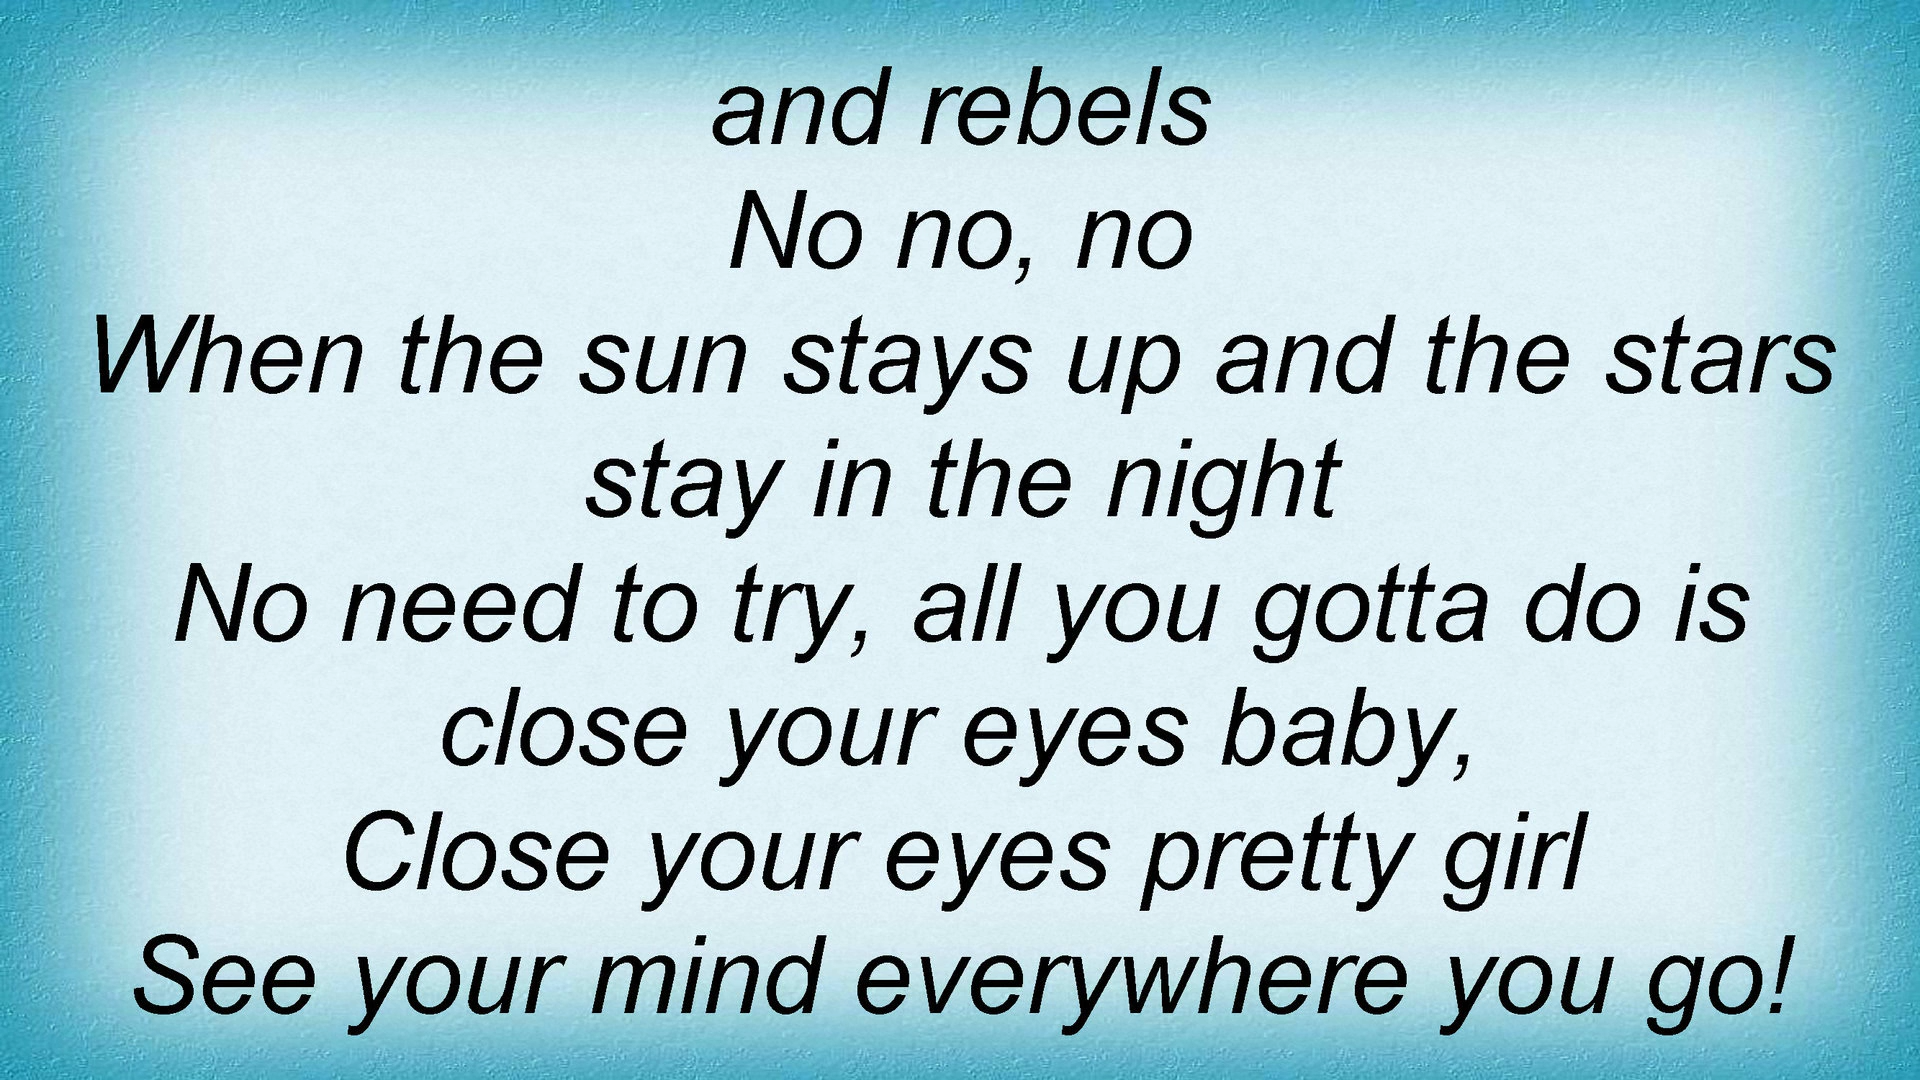 and rebels
No no, no
When the sun stays up and the stars
stay in the night
No need to try, all you gotta do is
close your eyes baby,
Close your eyes pretty girl
See your mind everywhere you go!